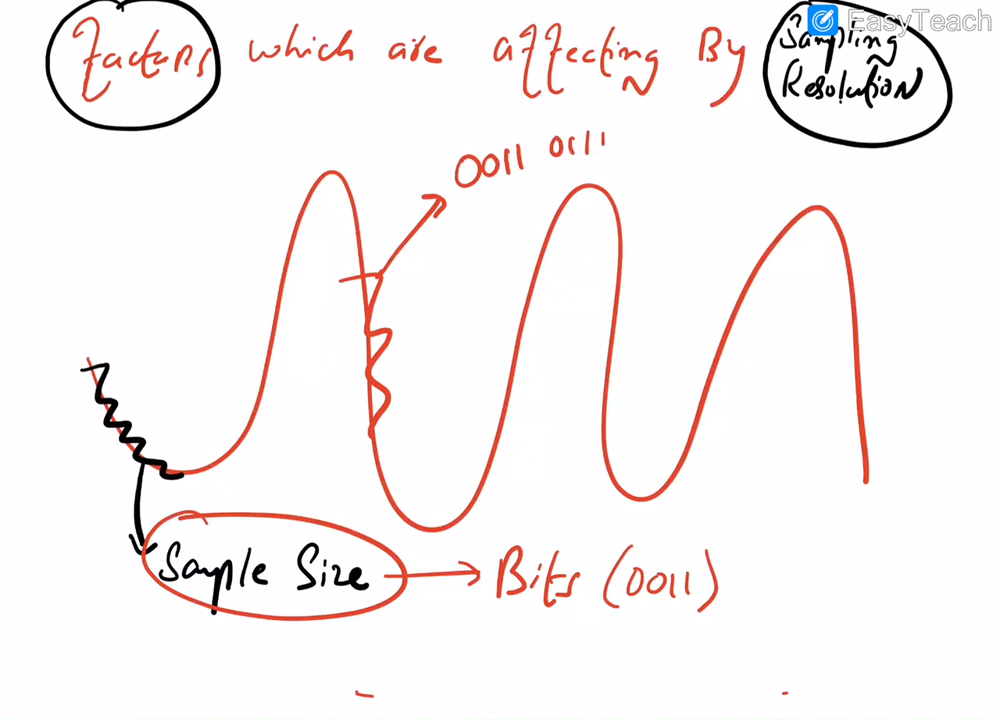 EasyTeach
Factors which are affecting By Sampling
Resolution
0011 0111
Sample Size → Bits (0011)